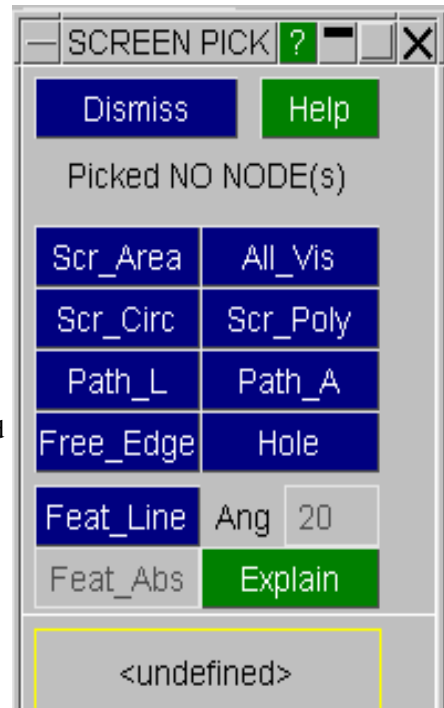 SCREEN PICK ?
Dismiss Help
Picked NO NODE(s)
Scr_Area All_Vis
Scr_Circ Scr_Poly
Path_L Path_A
Free_Edge Hole
Feat_Line Ang 20
Feat_Abs Explain
<undefined>